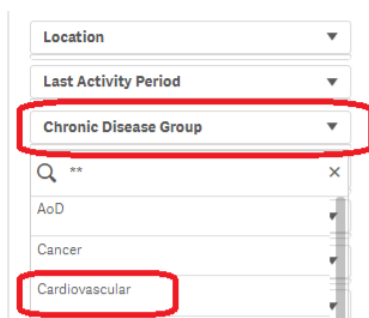 Location
Last Activity Period
Chronic Disease Group
**
AoD
Cancer
Cardiovascular